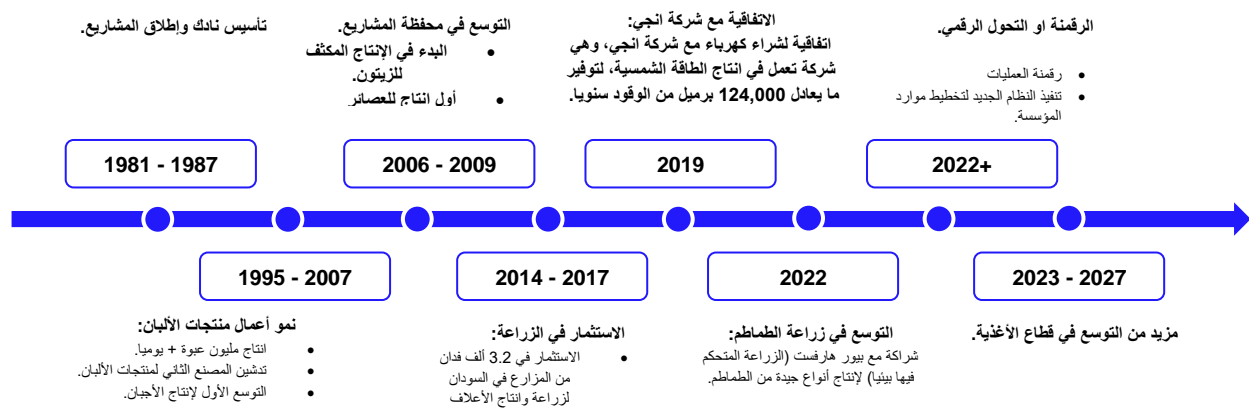 تأسيس نادك وإطلاق المشاريع.
1981 - 1987
نمو أعمال منتجات الألبان:
• انتاج مليون عبوة + يوميا.
• تدشين المصنع الثاني لمنتجات الألبان.
• التوسع الأول لإنتاج الأجبان.
1995 - 2007
التوسع في محفظة المشاريع.
• البدء في الإنتاج المكثف
للزيتون.
• أول انتاج للعصائر
2006 - 2009
الاستثمار في الزراعة:
• الاستثمار في 3.2 ألف فدان
من المزارع في السودان
لزراعة وانتاج الأعلاف
2014 - 2017
الاتفاقية مع شركة انجي:
اتفاقية لشراء كهرباء مع شركة انجي، وهي
شركة تعمل في انتاج الطاقة الشمسية، لتوفير
ما يعادل 124,000 برميل من الوقود سنويا.
2019
التوسع في زراعة الطماطم:
شراكة مع بيور هارفست (الزراعة المتحكم
فيها بيئيا) لإنتاج أنواع جيدة من الطماطم.
2022
الرقمنة او التحول الرقمي.
• رقمنة العمليات
• تنفيذ النظام الجديد لتخطيط موارد
المؤسسة.
2022+
مزيد من التوسع في قطاع الأغذية.
2023 - 2027